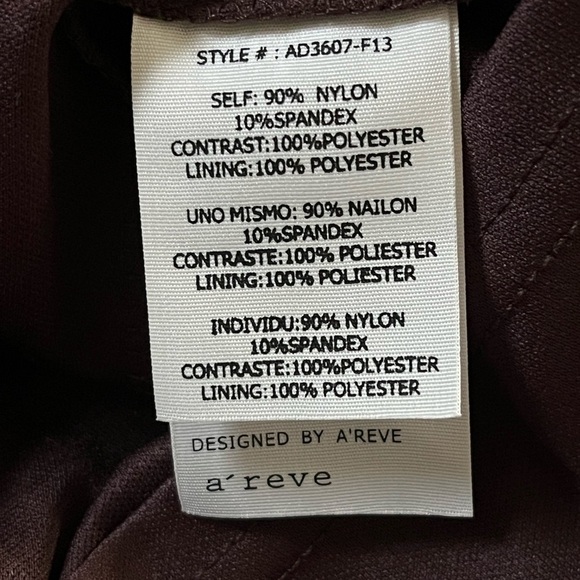 STYLE # : AD3607-F13
SELF: 90% NYLON
10%SPANDEX
CONTRAST:100%POLYESTER
LINING:100% POLYESTER
UNO MISMO: 90% NAILON
10%SPANDEX
CONTRASTE:100% POLIESTER
LINING:100% POLIESTER
INDIVIDU:90% NYLON
10%SPANDEX
CONTRASTE:100%POLYESTER
LINING:100% POLYESTER
DESIGNED BY A'REVE
a´reve